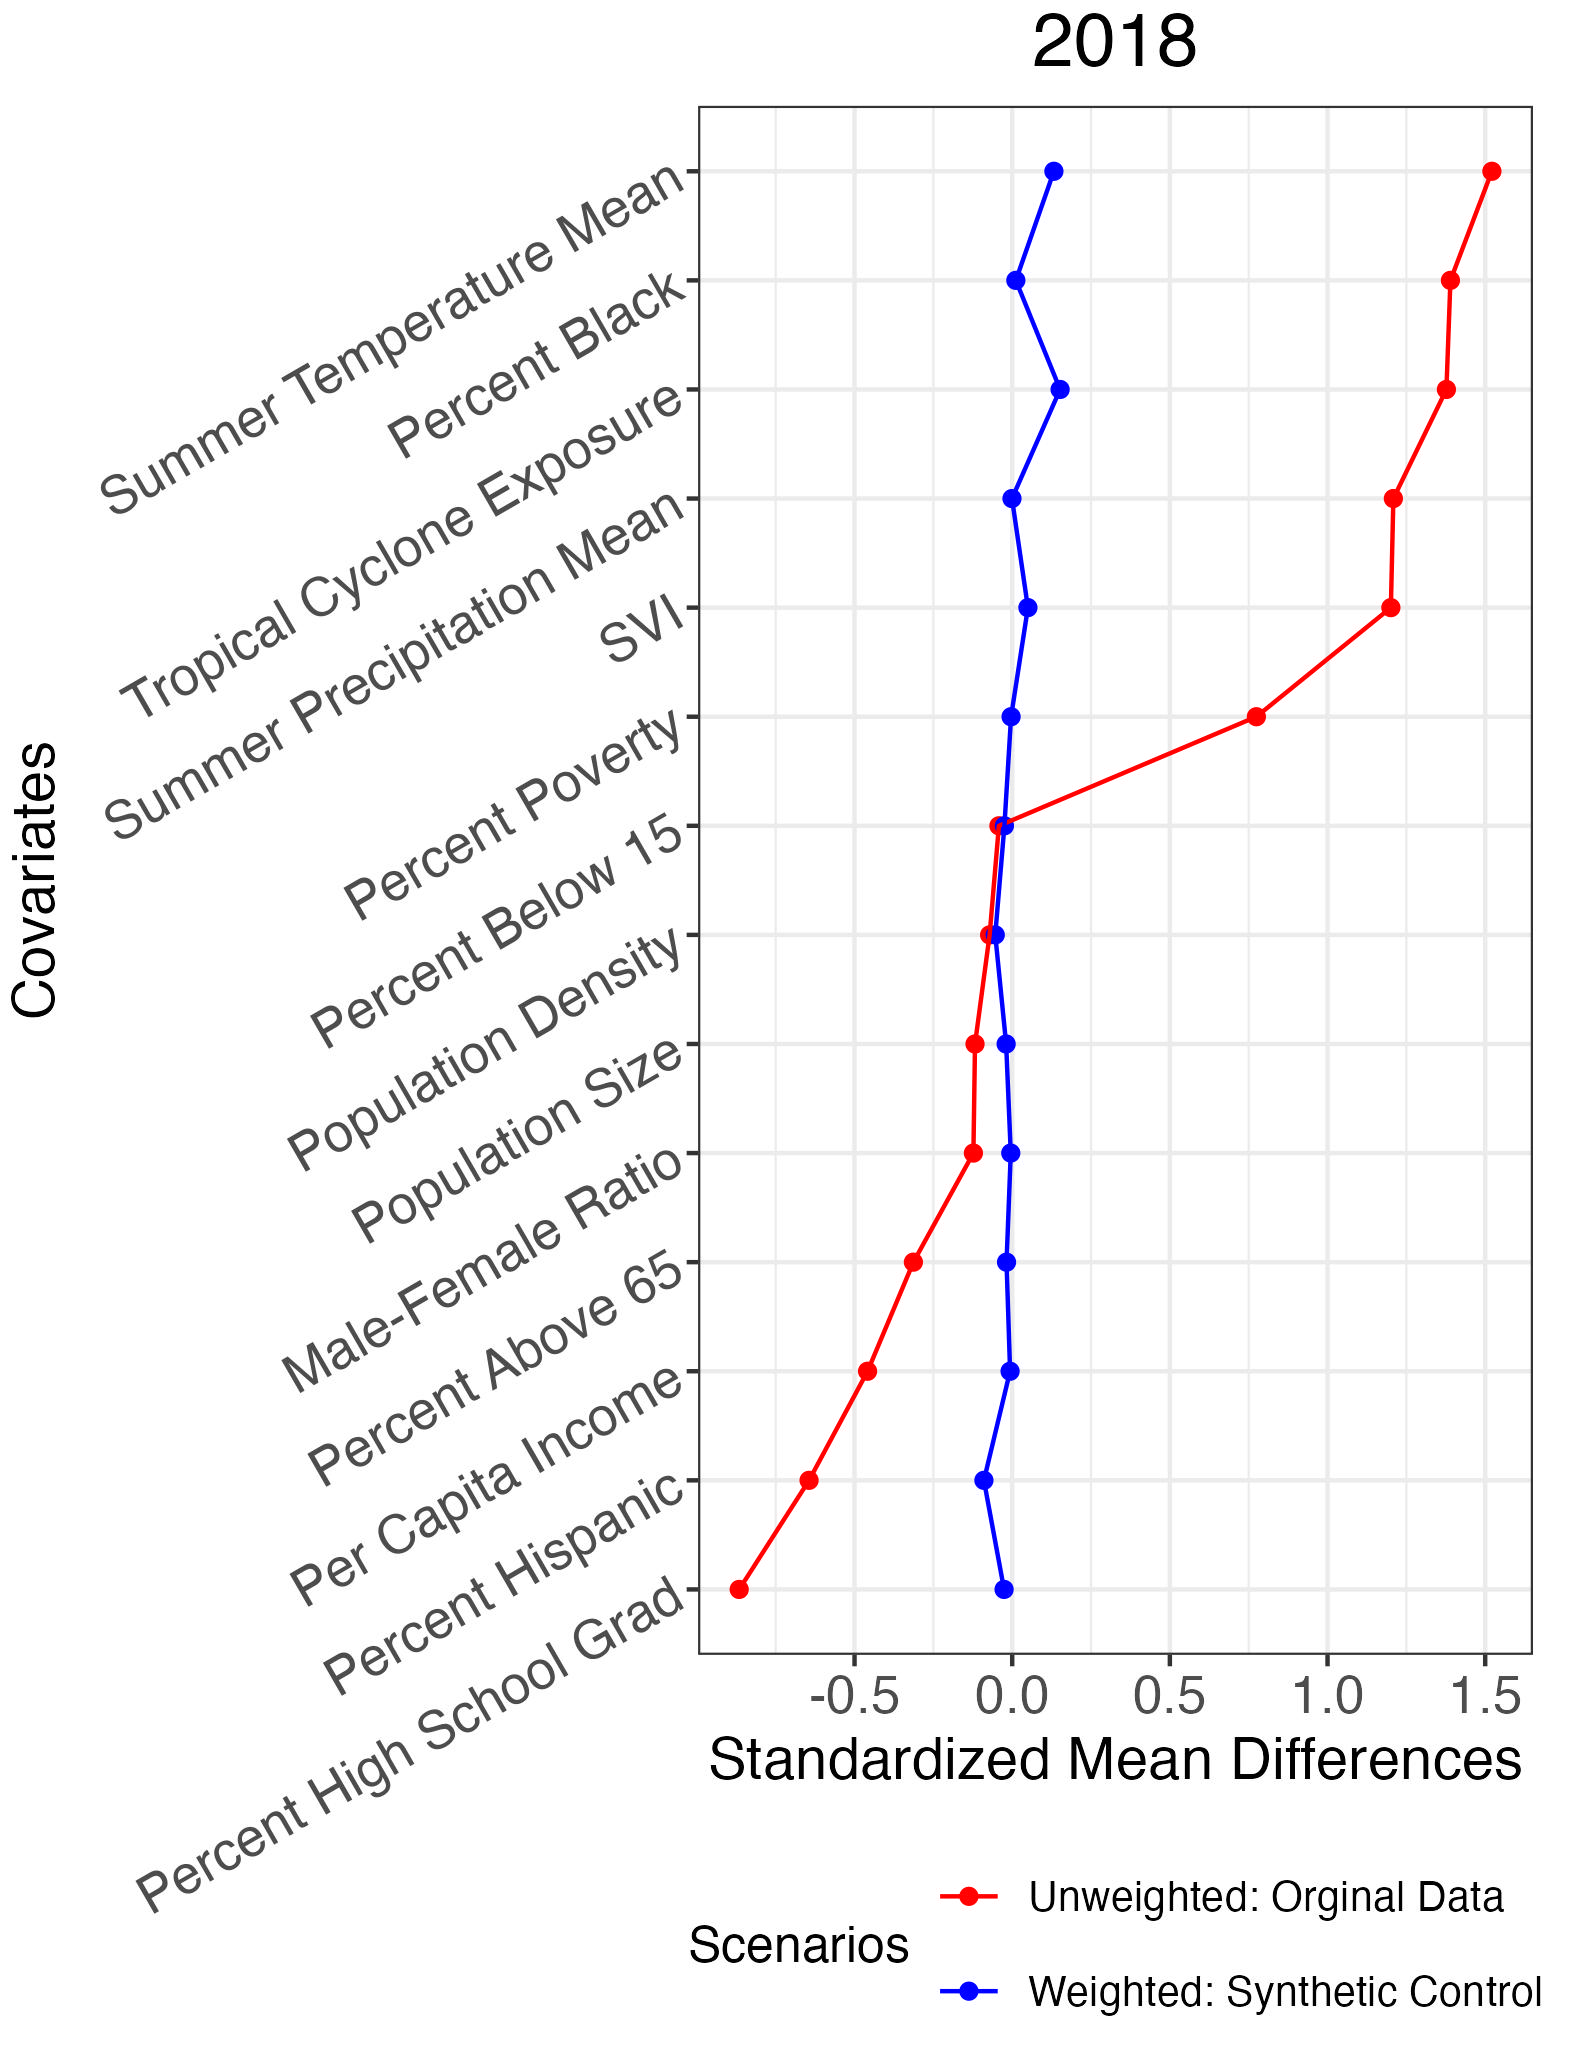 2018
Covariates
Summer Temperature Mean
Percent Black
Tropical Cyclone Exposure
Summer Precipitation Mean
SVI
Percent Poverty
Percent Below 15
Population Density
Population Size
Male-Female Ratio
Percent Above 65
Per Capita Income
Percent Hispanic
Percent High School Grad
-0.5 0.0 0.5 1.0 1.5
Standardized Mean Differences
Scenarios
Unweighted: Orginal Data
Weighted: Synthetic Control